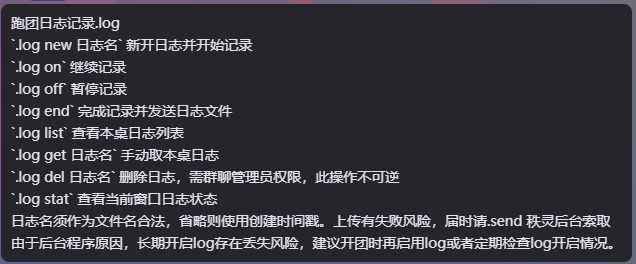 跑团日志记录.log
`.log new 日志名` 新开日志并开始记录
`.log on` 继续记录
`.log off` 暂停记录
`.log end` 完成记录并发送日志文件
`.log list` 查看本桌日志列表
`.log get 日志名` 手动取本桌日志
`.log del 日志名` 删除日志，需群聊管理员权限，此操作不可逆
`.log stat` 查看当前窗口日志状态
日志名须作为文件名合法，省略则使用创建时间戳。上传有失败风险，届时请.send 秩灵后台索取
由于后台程序原因，长期开启log存在丢失风险，建议开团时再启用log或者定期检查log开启情况。